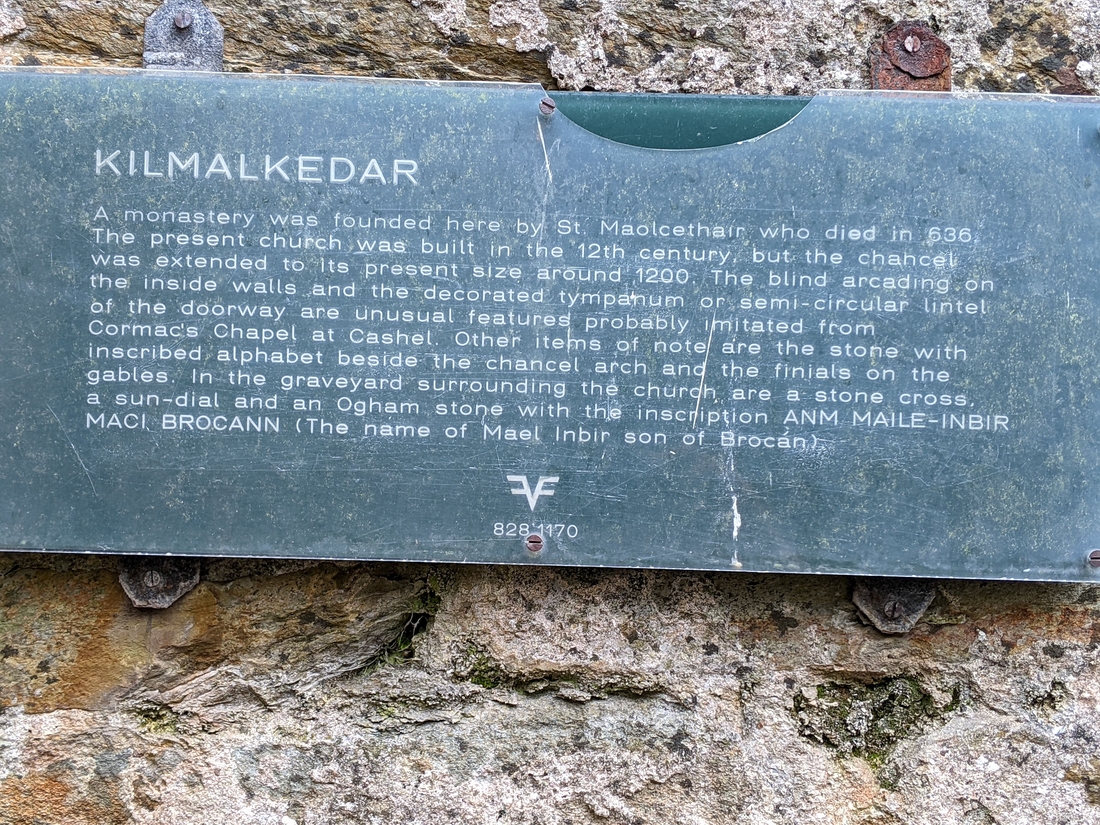 KILMALKEDAR
A monastery was founded here by St. Maolcethair who died in 636.
The present church was built in the 12th century, but the chancel
was extended to its present size around 1200. The blind arcading on
the inside walls and the decorated tympanum or semi-circular lintel
of the doorway are unusual features probably imitated from
Cormac's Chapel at Cashel. Other items of note are the stone with
inscribed alphabet beside the chancel arch and the finials on the
gables. In the graveyard surrounding the church are a stone cross,
a sun-dial and an Ogham stone with the inscription ANM MAILE-INBIR
MACI BROCANN (The name of Mael Inbir son of Brocán).
828 1170